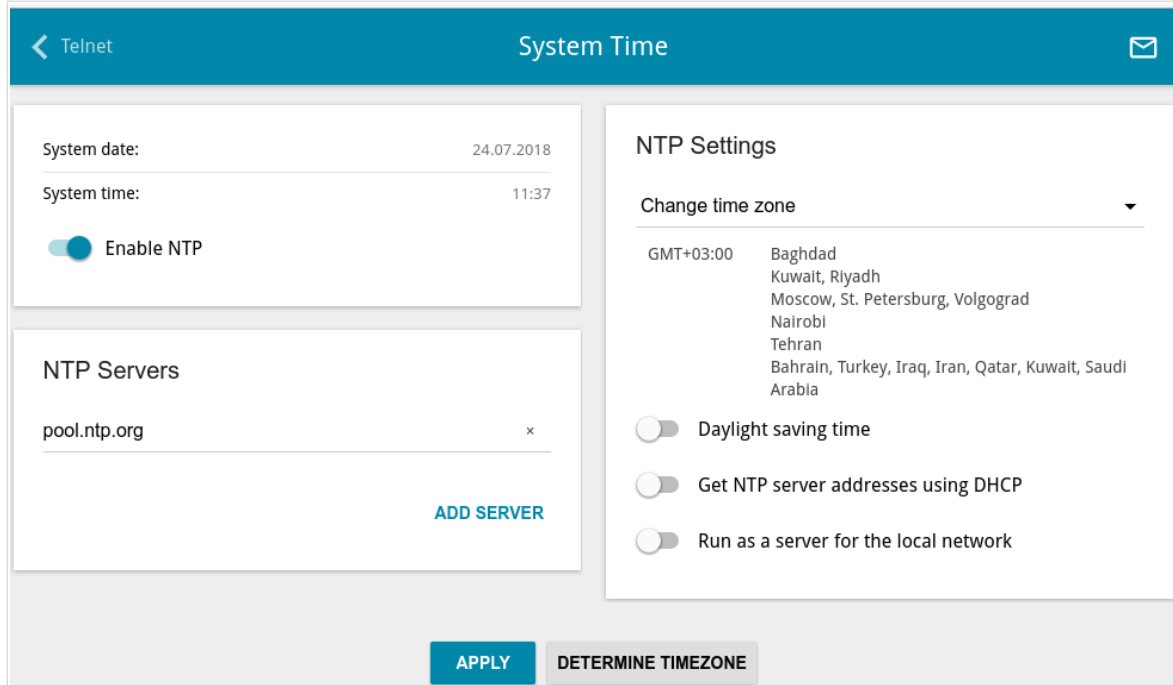 Telnet
System Time
System date:
24.07.2018
System time:
11:37
Enable NTP
NTP Servers
pool.ntp.org
×
ADD SERVER
NTP Settings
Change time zone
GMT+03:00
Baghdad
Kuwait, Riyadh
Moscow, St. Petersburg, Volgograd
Nairobi
Tehran
Bahrain, Turkey, Iraq, Iran, Qatar, Kuwait, Saudi
Arabia
Daylight saving time
Get NTP server addresses using DHCP
Run as a server for the local network
APPLY
DETERMINE TIMEZONE